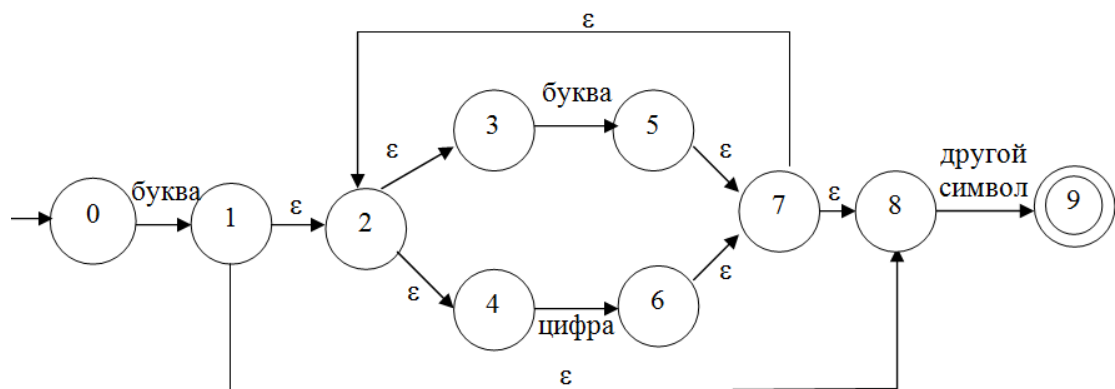 ε
буква
3
5
ε
ε
другой
символ
буква
0
1
ε
2
7
ε
8
9
ε
4
6
ε
цифра
ε